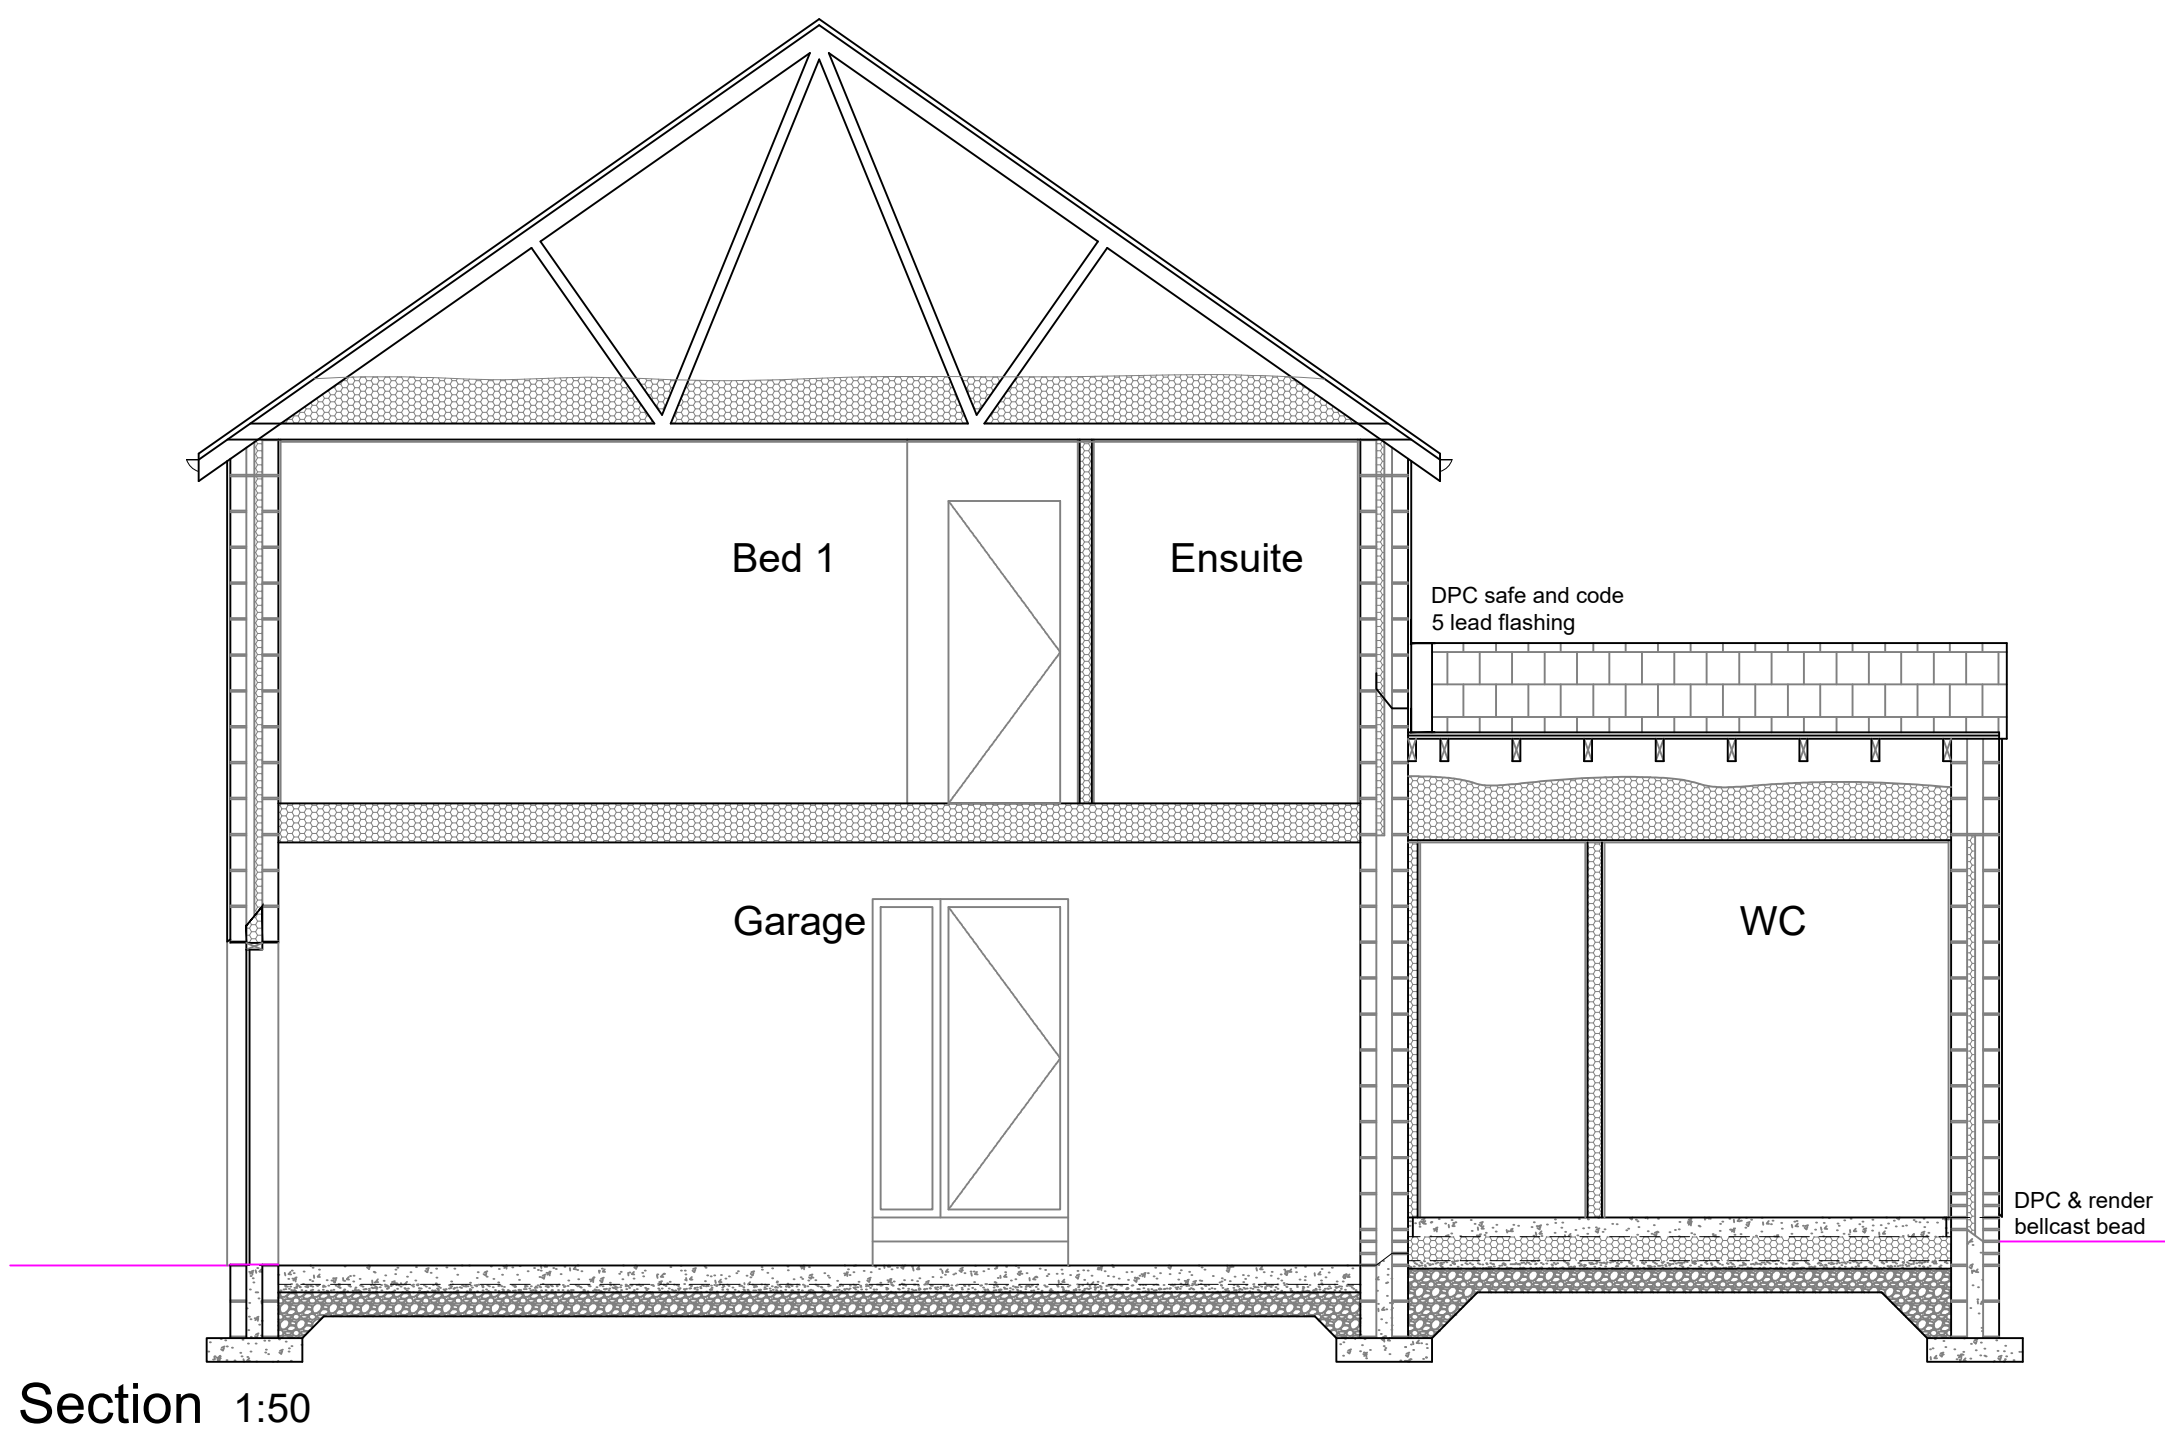 Bed 1
Ensuite
DPC safe and code
5 lead flashing
Garage
WC
DPC & render
bellcast bead
Section 1:50